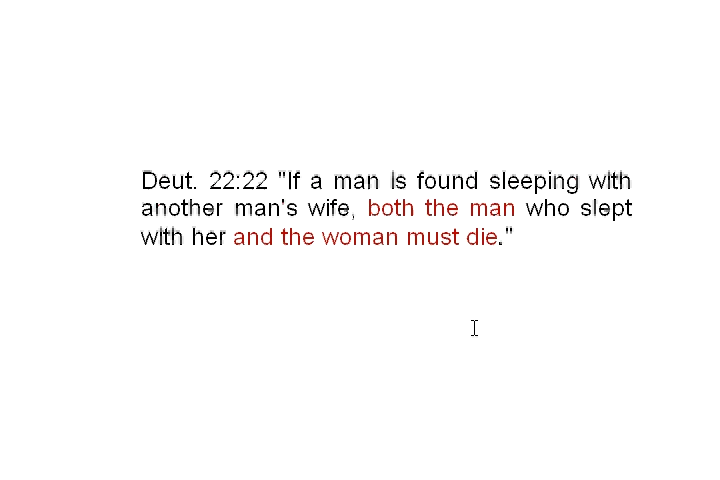 Deut. 22:22 "If a man is found sleeping with
another man's wife, both the man who slept
with her and the woman must die."